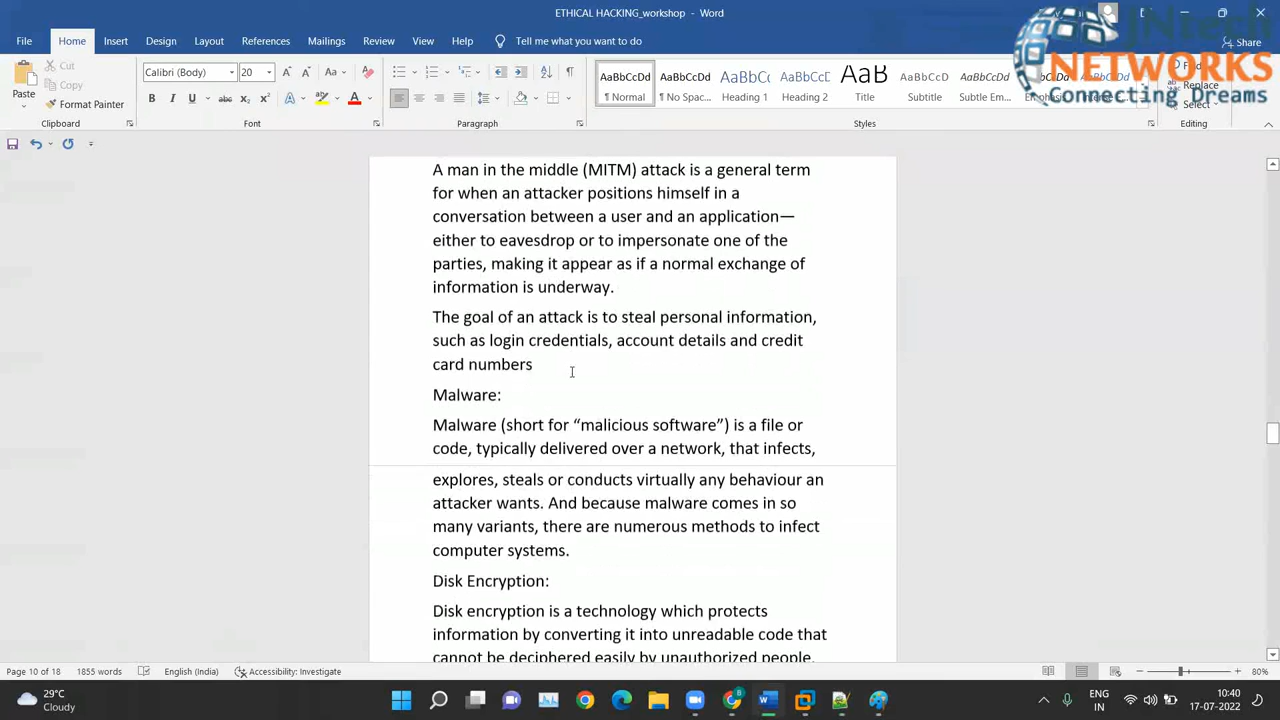 ETHICAL HACKING_workshop - Word
File Home Insert Design Layout References Mailings Review View Help Tell me what you want to do Share
NETWORKS
Connecting Dreams
Paste
Cut
Copy
Format Painter
Calibri (Body) 20
AaBbCcDd AaBbCcDd AaBbCc AaBbCcE AaB AaBbCcDd AaBbCcDd
¶ Normal ¶ No Spac... Heading 1 Heading 2 Title Subtitle Subtle Em...
Replace
Select
Clipboard Font Paragraph Styles Editing
A man in the middle (MITM) attack is a general term
for when an attacker positions himself in a
conversation between a user and an application—
either to eavesdrop or to impersonate one of the
parties, making it appear as if a normal exchange of
information is underway.
The goal of an attack is to steal personal information,
such as login credentials, account details and credit
card numbers
Malware:
Malware (short for “malicious software”) is a file or
code, typically delivered over a network, that infects,
explores, steals or conducts virtually any behaviour an
attacker wants. And because malware comes in so
many variants, there are numerous methods to infect
computer systems.
Disk Encryption:
Disk encryption is a technology which protects
information by converting it into unreadable code that
cannot be deciphered easily by unauthorized people.
Page 10 of 18 1855 words English (India) Accessibility: Investigate 80%
29°C
Cloudy
ENG
IN
10:40
17-07-2022